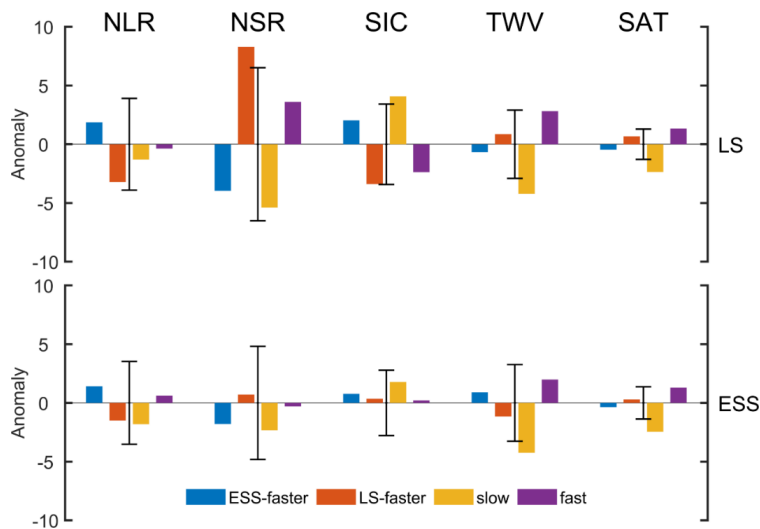 NLR NSR SIC TWV SAT
10
5
0
-5
-10
Anomaly
LS
10
5
0
-5
-10
Anomaly
ESS
ESS-faster LS-faster slow fast